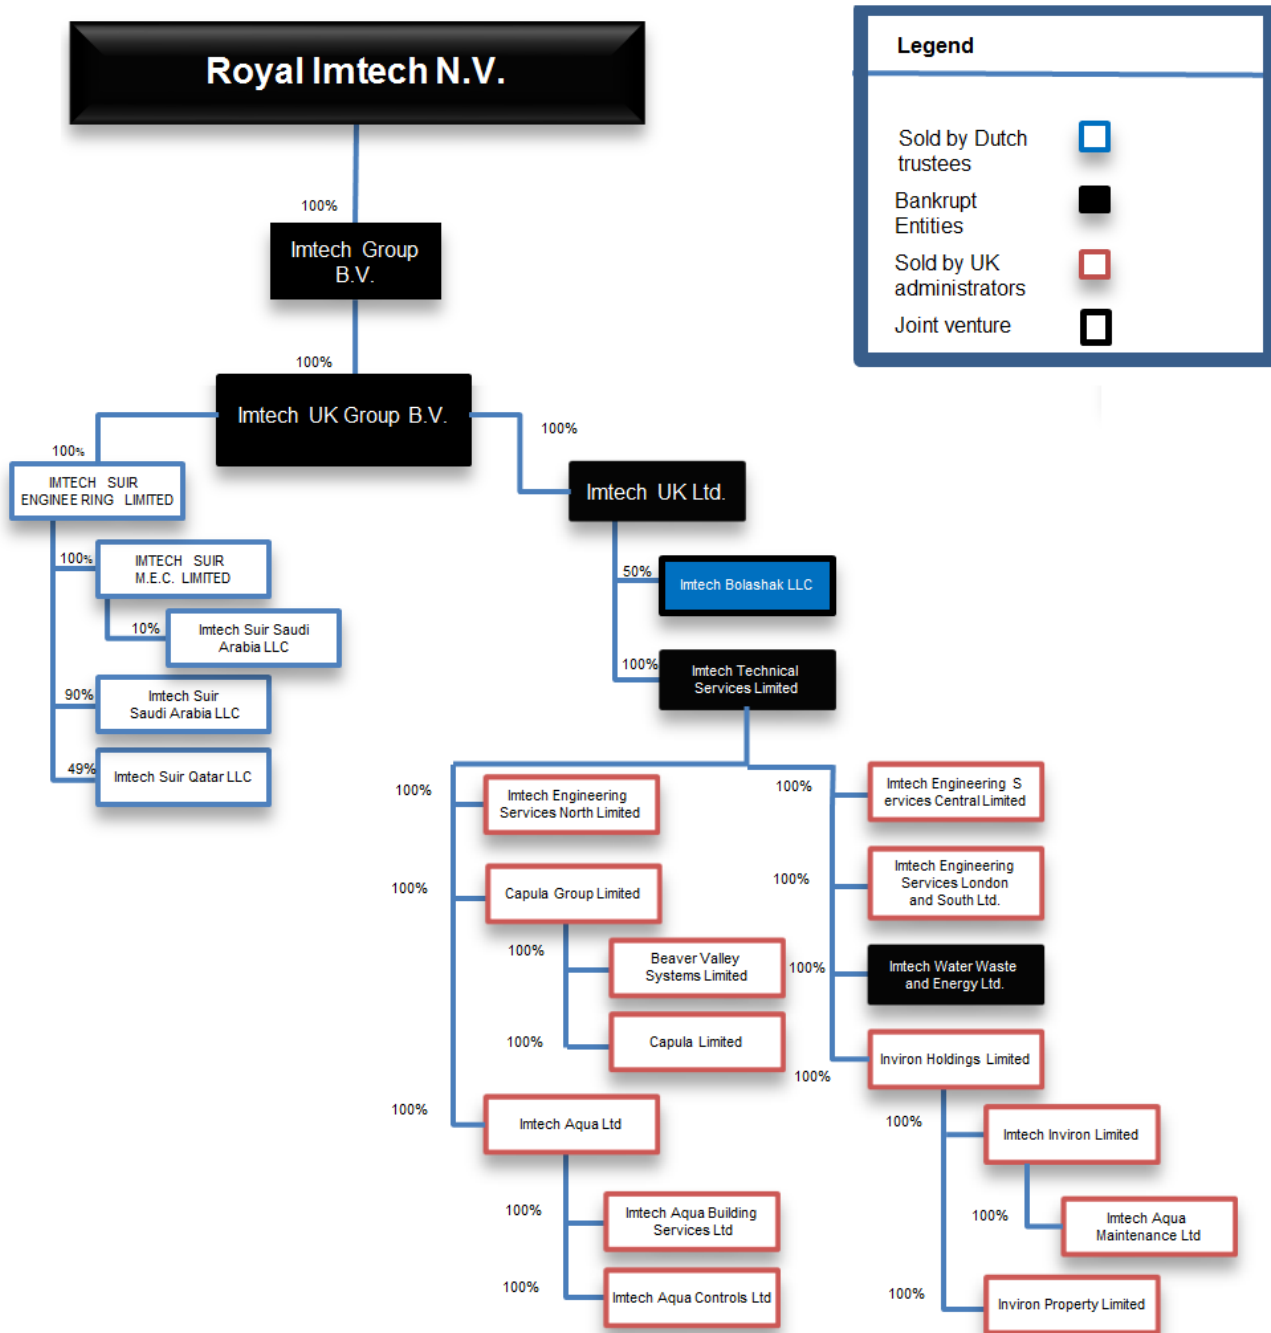 Royal Imtech N.V.
Legend
Sold by Dutch
trustees
Bankrupt
Entities
Sold by UK
administrators
Joint venture
100%
Imtech Group
B.V.
100%
Imtech UK Group B.V.
100%
100%
IMTECH SUIR
ENGINEERING LIMITED
Imtech UK Ltd.
100%
IMTECH SUIR
M.E.C. LIMITED
50%
Imtech Bolashak LLC
10%
Imtech Suir Saudi
Arabia LLC
100%
Imtech Technical
Services Limited
90%
Imtech Suir
Saudi Arabia LLC
49%
Imtech Suir Qatar LLC
100%
Imtech Engineering
Services North Limited
100%
Imtech Engineering S
ervices Central Limited
100%
Capula Group Limited
100%
Imtech Engineering
Services London
and South Ltd.
100%
Beaver Valley
Systems Limited
100%
Imtech Water Waste
and Energy Ltd.
100%
Capula Limited
100%
Inviron Holdings Limited
100%
Imtech Aqua Ltd
100%
Imtech Inviron Limited
100%
Imtech Aqua Building
Services Ltd
100%
Imtech Aqua
Maintenance Ltd
100%
Imtech Aqua Controls Ltd
100%
Inviron Property Limited